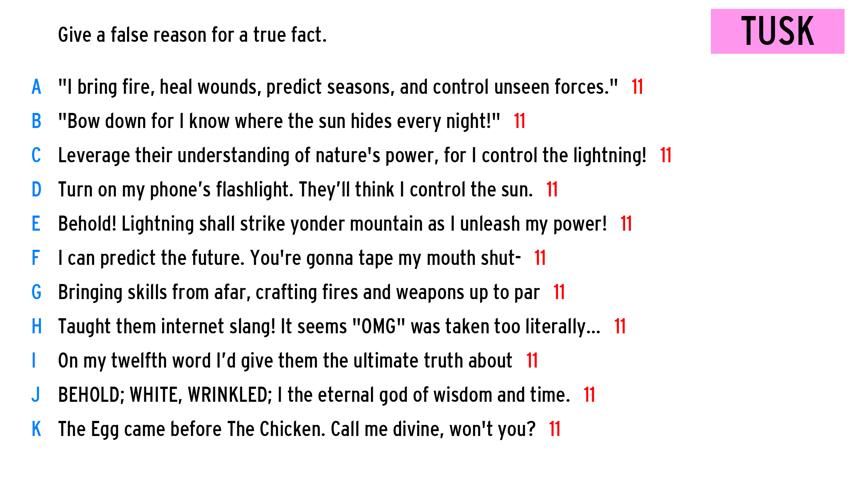 Give a false reason for a true fact.
TUSK
A "I bring fire, heal wounds, predict seasons, and control unseen forces." 11
B "Bow down for I know where the sun hides every night!" 11
C Leverage their understanding of nature's power, for I control the lightning! 11
D Turn on my phone’s flashlight. They’ll think I control the sun. 11
E Behold! Lightning shall strike yonder mountain as I unleash my power! 11
F I can predict the future. You're gonna tape my mouth shut- 11
G Bringing skills from afar, crafting fires and weapons up to par 11
H Taught them internet slang! It seems "OMG" was taken too literally... 11
I On my twelfth word I’d give them the ultimate truth about 11
J BEHOLD; WHITE, WRINKLED; I the eternal god of wisdom and time. 11
K The Egg came before The Chicken. Call me divine, won't you? 11